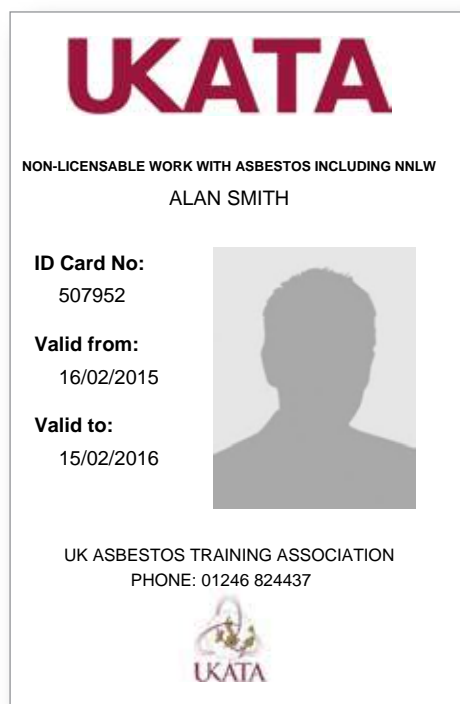 UKATA
NON-LICENSABLE WORK WITH ASBESTOS INCLUDING NNLW
ALAN SMITH
ID Card No:
507952
Valid from:
16/02/2015
Valid to:
15/02/2016
UK ASBESTOS TRAINING ASSOCIATION
PHONE: 01246 824437
UKATA